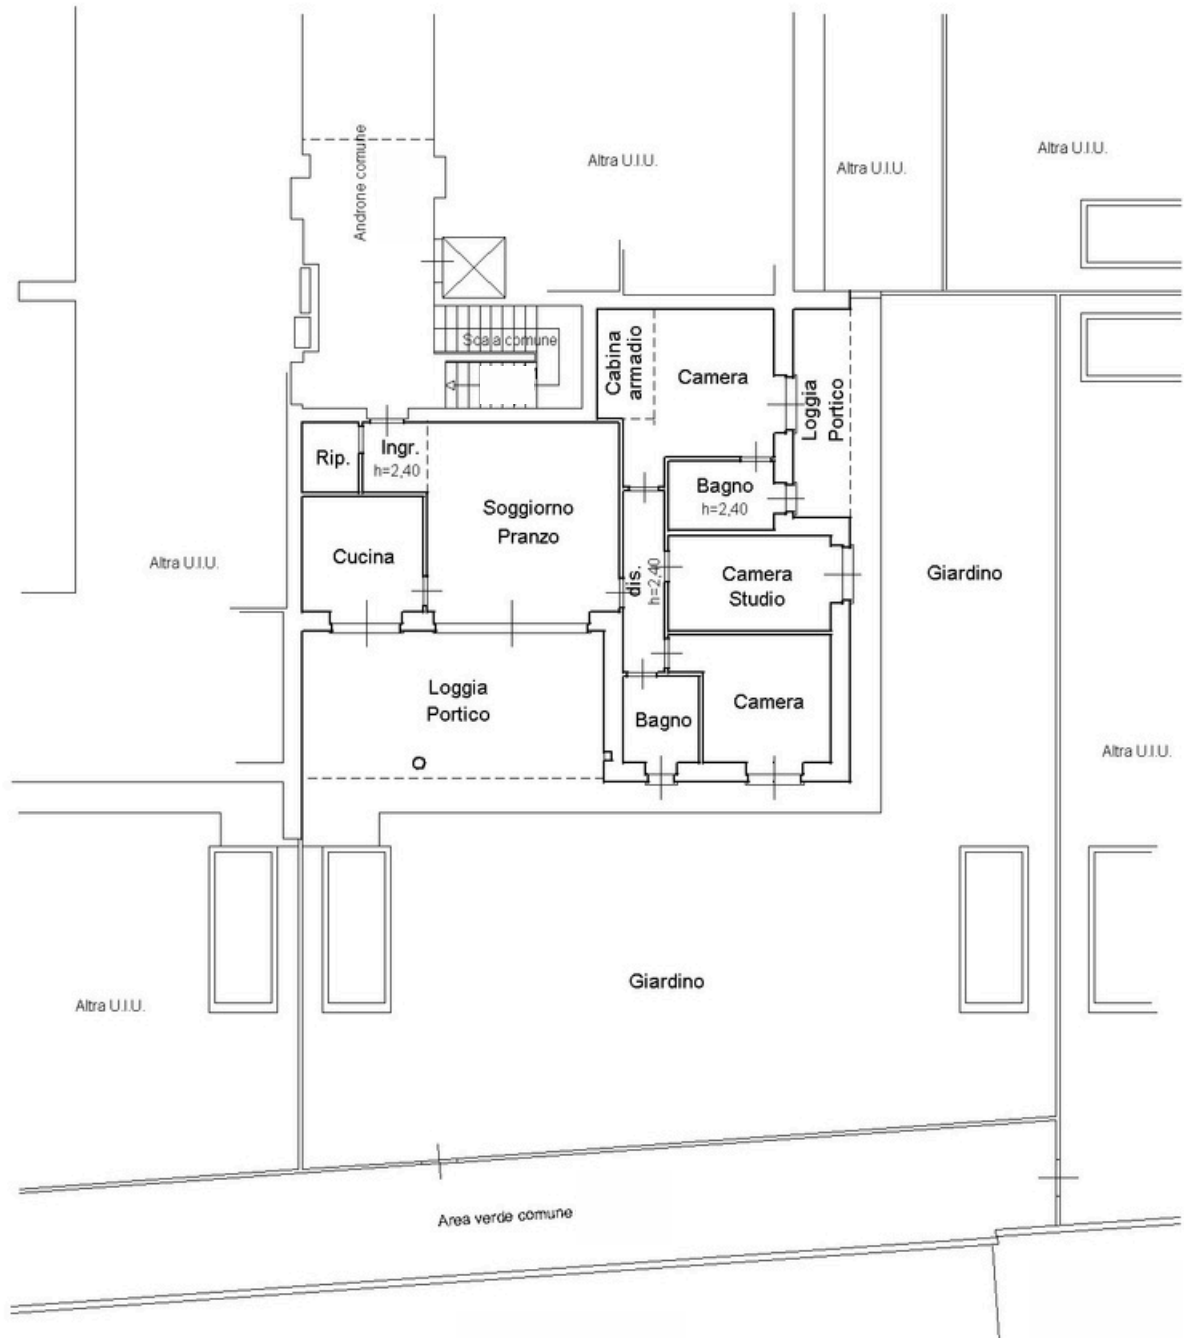 Altra U.I.U.
Altra U.I.U.
Altra U.I.U.
Androne comune
Scala comune
Cabina
armadio
Camera
Loggia
Portico
Rip.
Ingr.
h=2,40
Bagno
h=2,40
Soggiorno
Pranzo
Cucina
Altra U.I.U.
dis.
h=2,40
Camera
Studio
Giardino
Loggia
Portico
Bagno
Camera
Altra U.I.U.
Giardino
Altra U.I.U.
Area verde comune